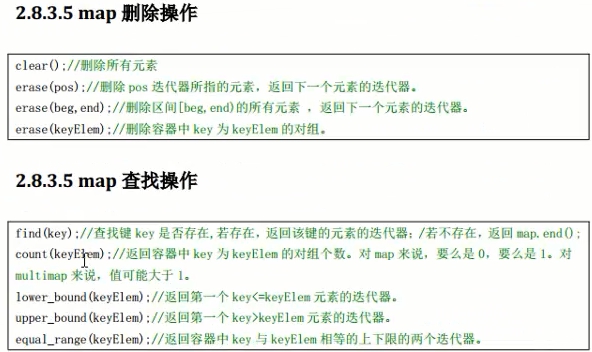 2.8.3.5 map 删除操作
clear();//删除所有元素
erase(pos);//删除 pos 迭代器所指的元素，返回下一个元素的迭代器。
erase(beg,end);//删除区间[beg,end)的所有元素 ，返回下一个元素的迭代器。
erase(keyElem);//删除容器中 key 为 keyElem 的对组。
2.8.3.5 map 查找操作
find(key);//查找键 key 是否存在,若存在，返回该键的元素的迭代器；/若不存在，返回 map.end();
count(keyElem);//返回容器中 key 为 keyElem 的对组个数。对 map 来说，要么是 0，要么是 1。对
multimap 来说，值可能大于 1。
lower_bound(keyElem);//返回第一个 key<=keyElem 元素的迭代器。
upper_bound(keyElem);//返回第一个 key>keyElem 元素的迭代器。
equal_range(keyElem);//返回容器中 key 与 keyElem 相等的上下限的两个迭代器。